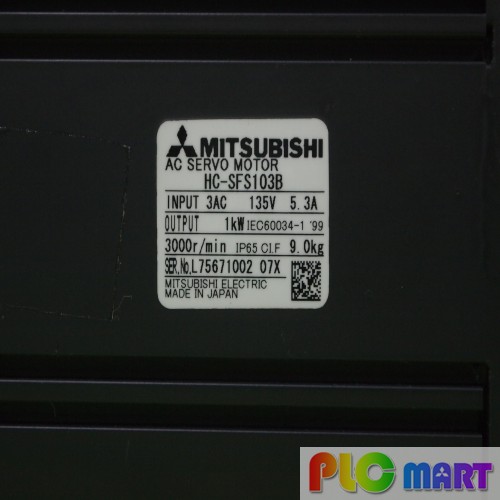 MITSUBISHI
AC SERVO MOTOR
HC-SFS103B
INPUT 3AC 135V 5.3A
OUTPUT 1kW IEC60034-1 '99
3000r/min IP65 Cl.F 9.0kg
SER.No.L75671002 07X
MITSUBISHI ELECTRIC
MADE IN JAPAN
PLC MART